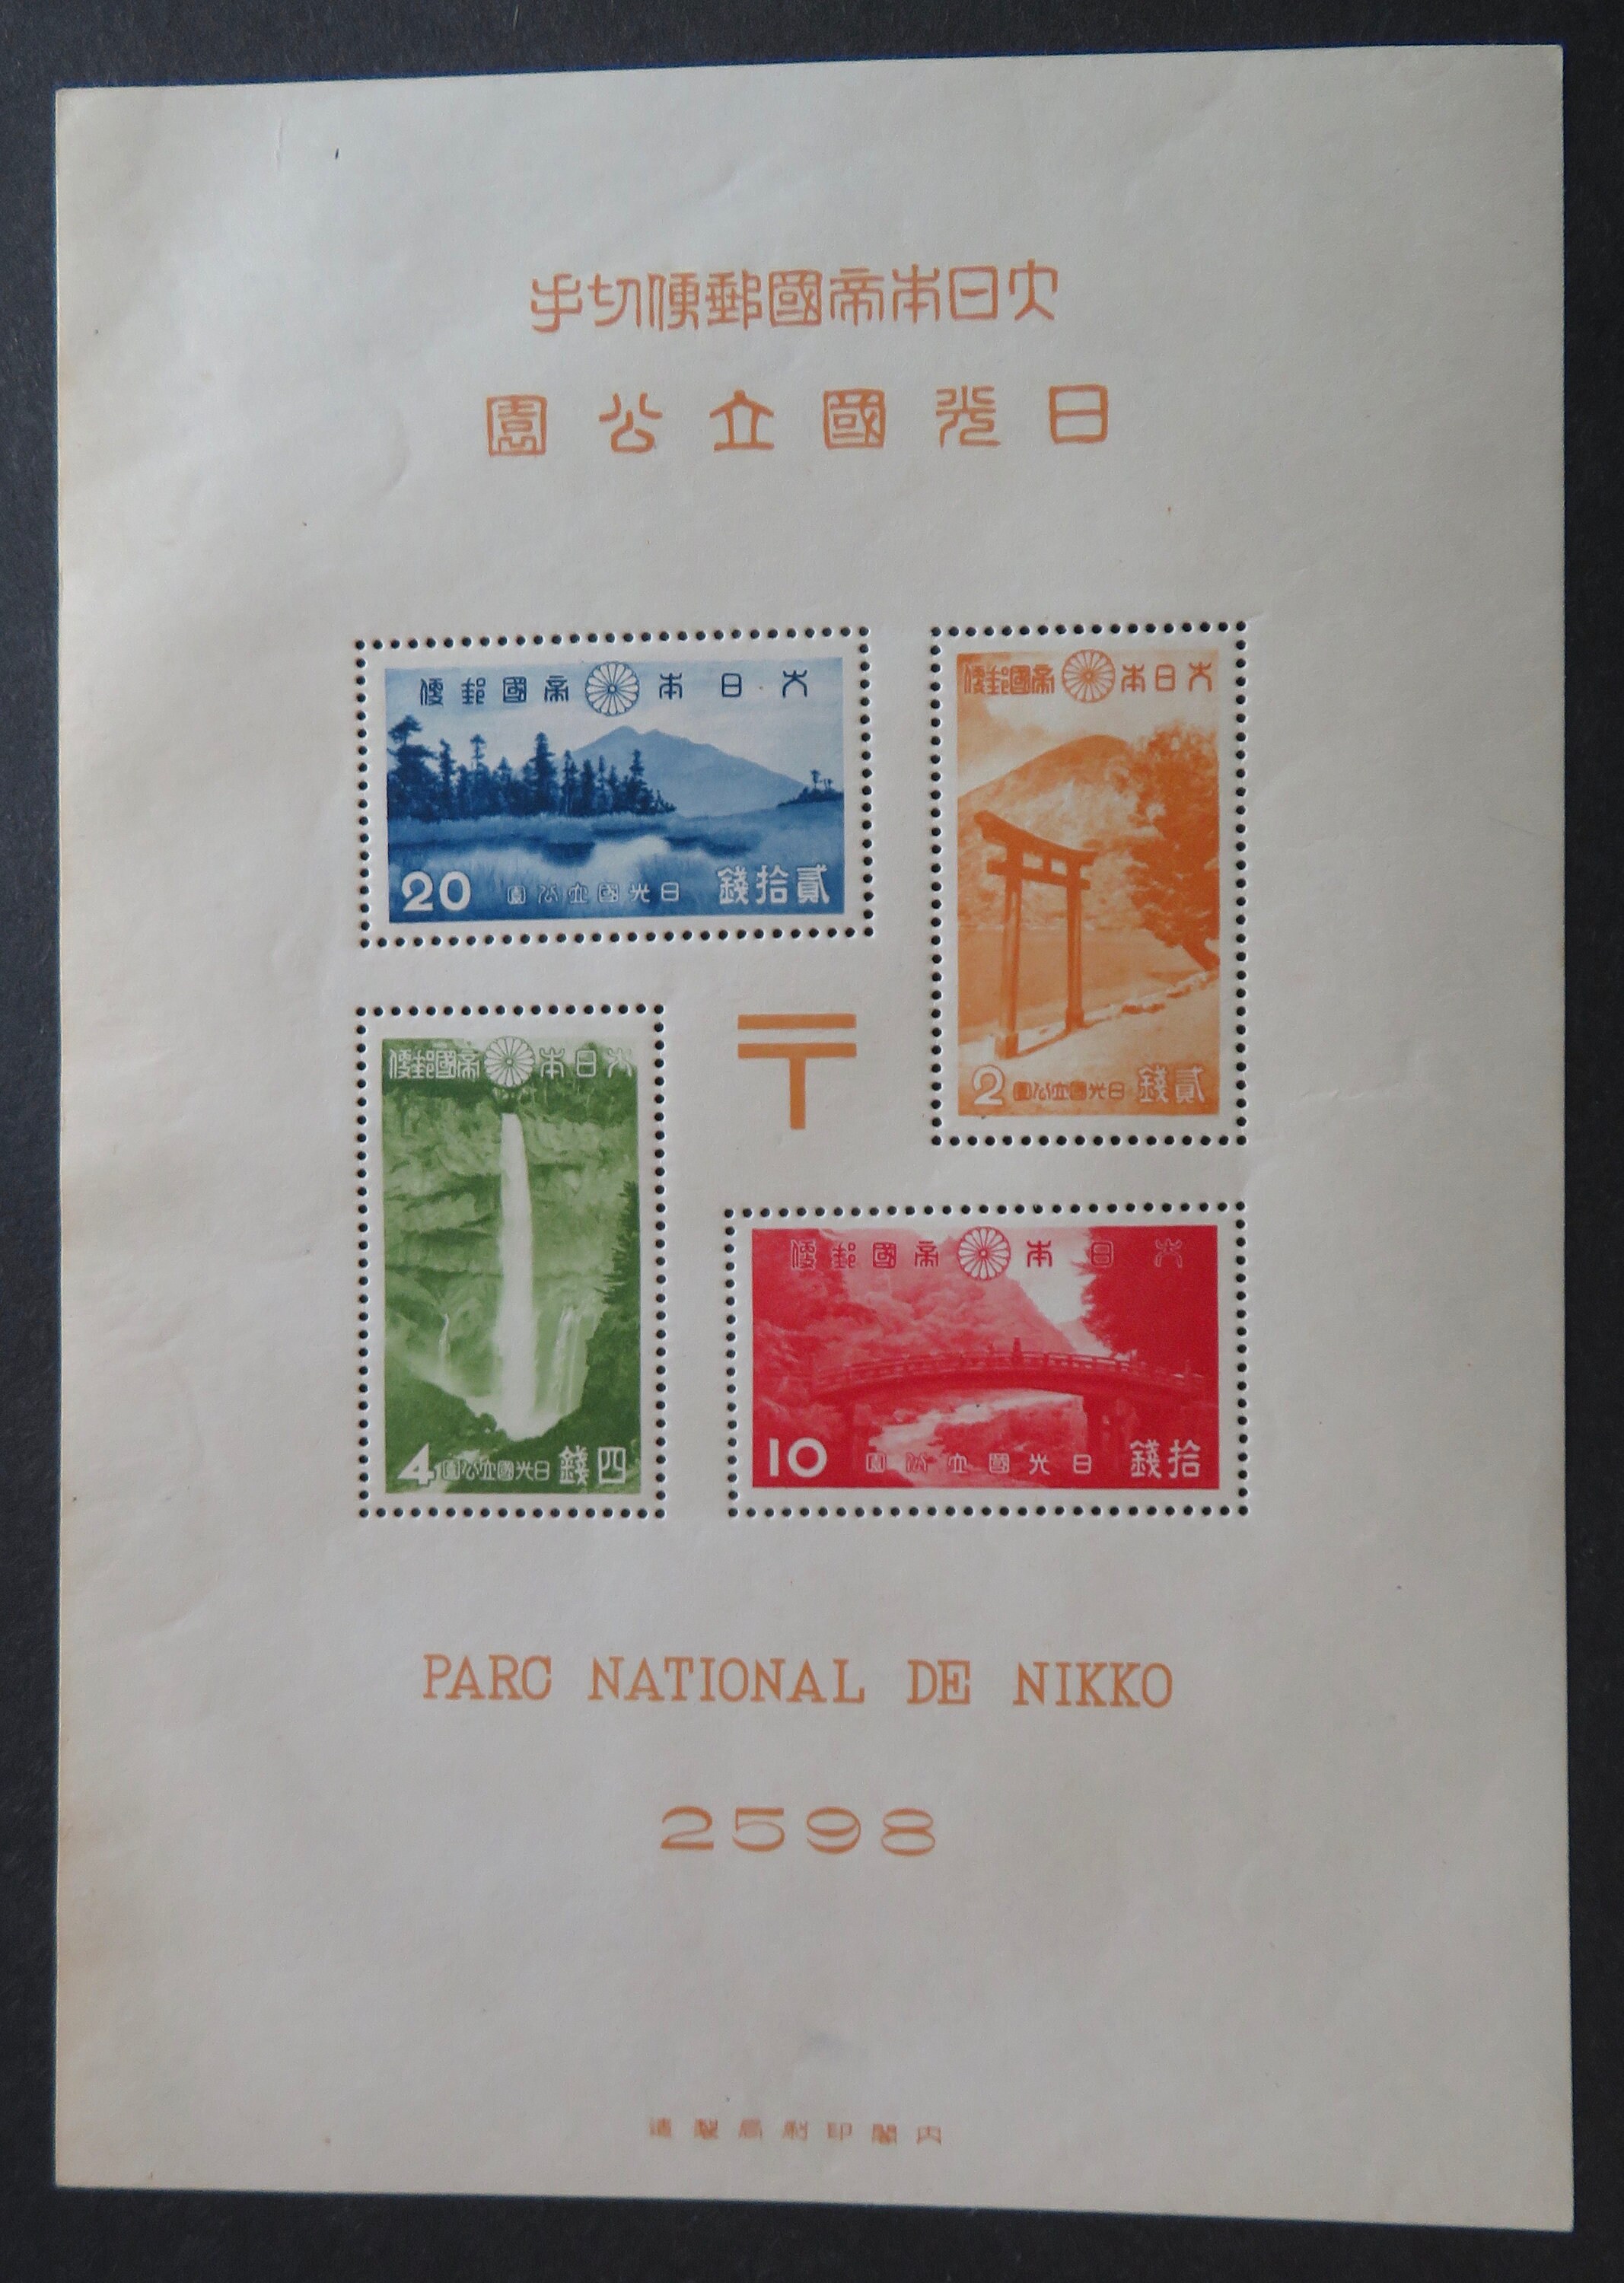 大日本帝國郵便切手
日光國立公園
大日本帝國郵便
20 日光國立公園 貳拾錢
大日本帝國郵便
2 日光國立公園 貳錢
〒
大日本帝國郵便
4 日光國立公園 四錢
大日本帝國郵便
10 日光國立公園 拾錢
PARC NATIONAL DE NIKKO
2598
內閣印刷局製造